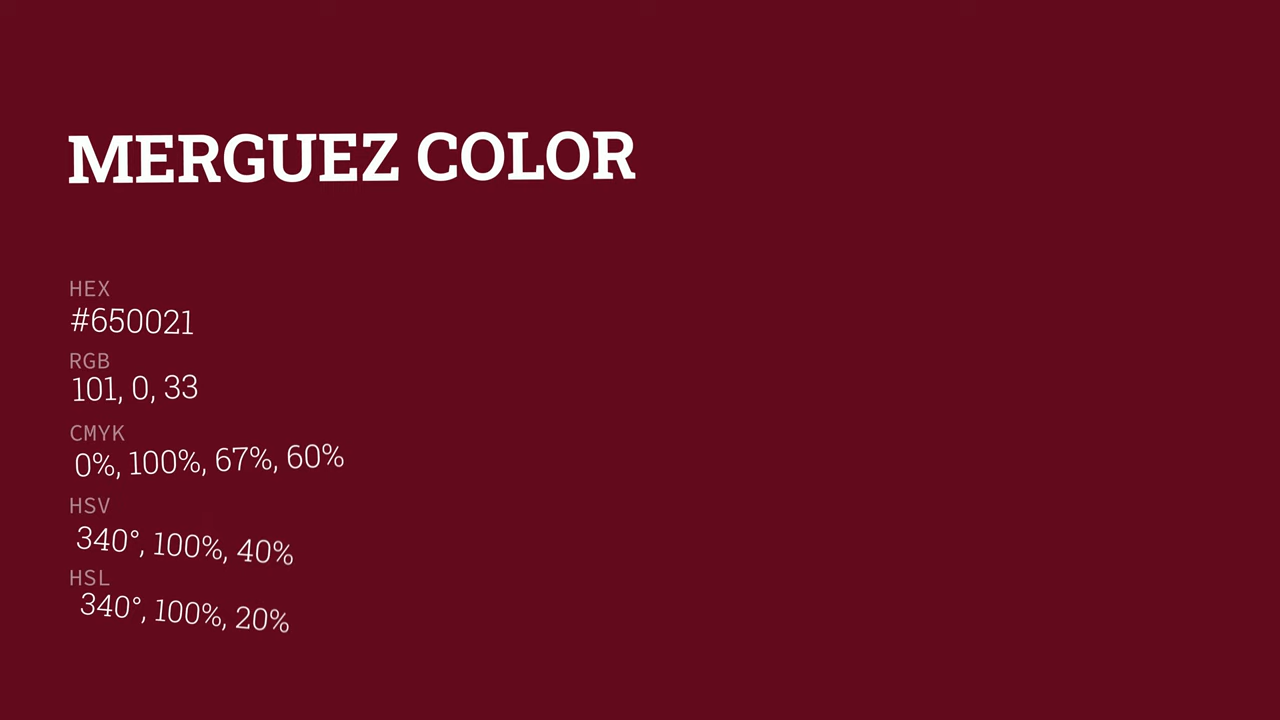 MERGUEZ COLOR
HEX
#650021
RGB
101, 0, 33
CMYK
0%, 100%, 67%, 60%
HSV
340°, 100%, 40%
HSL
340°, 100%, 20%